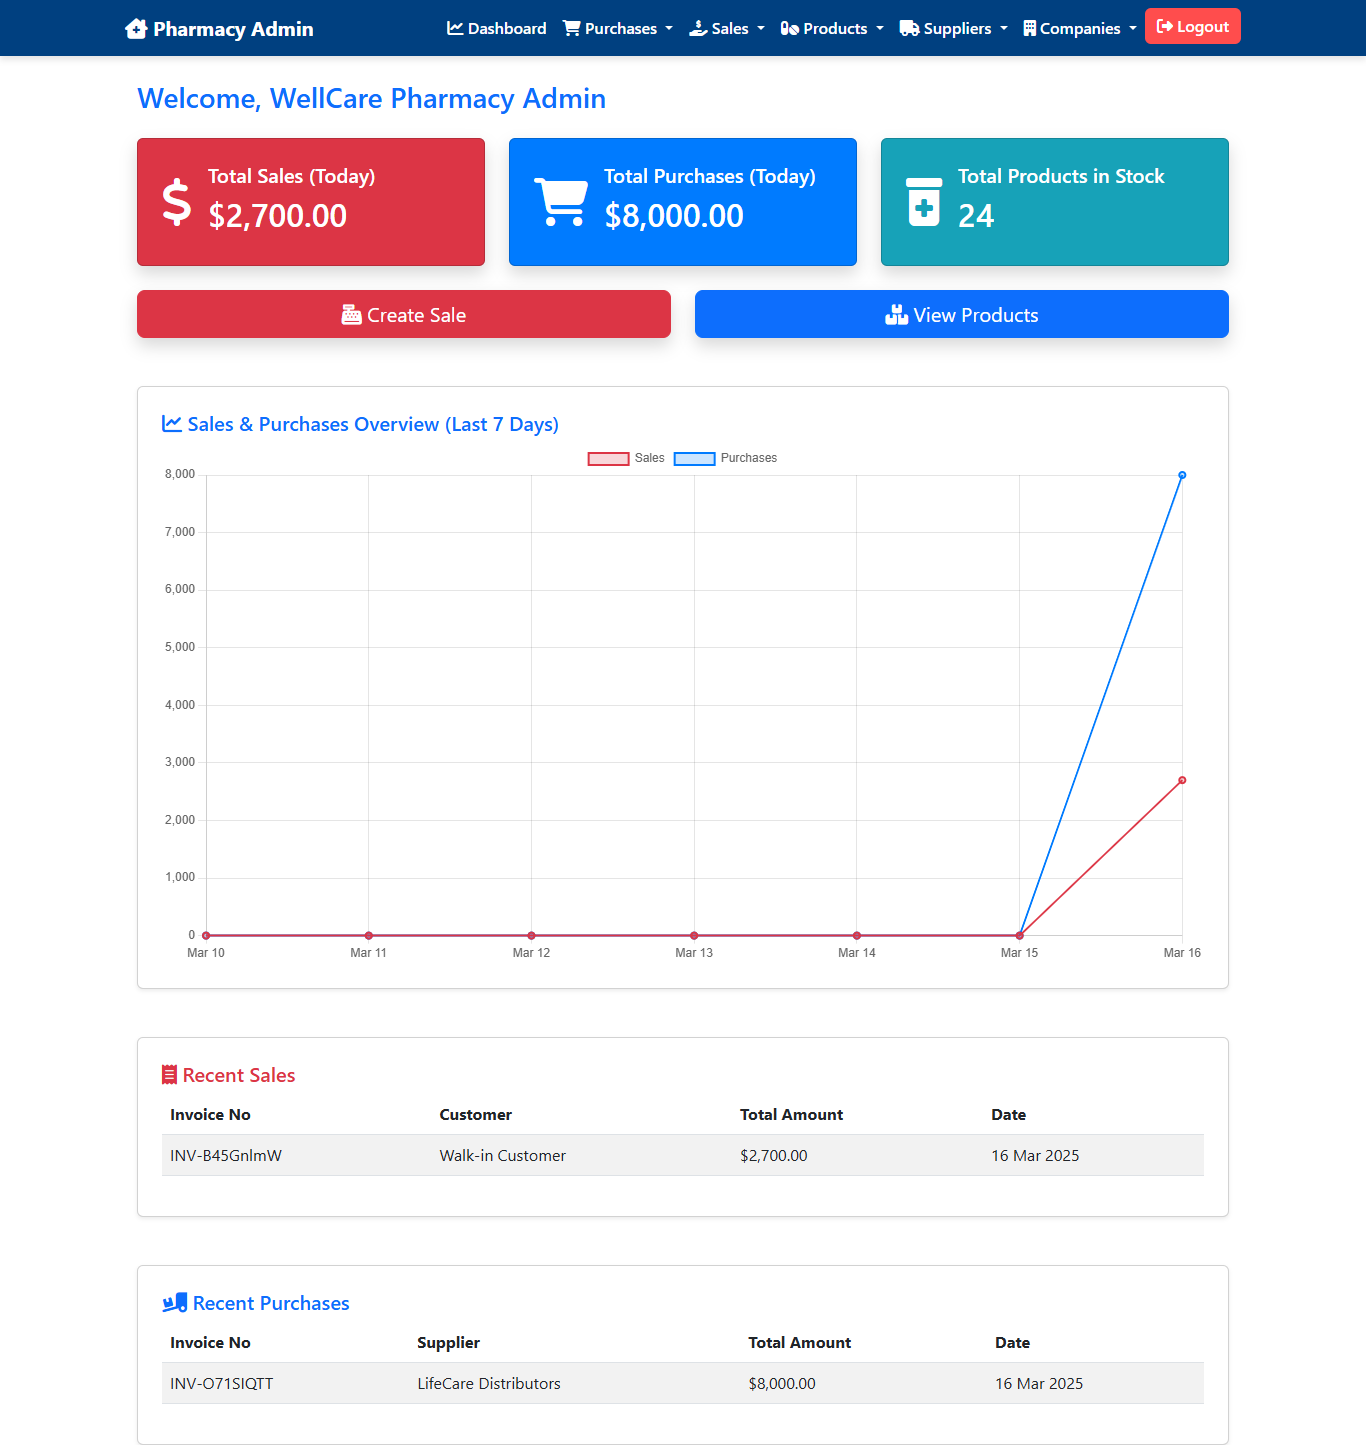 Pharmacy Admin
Dashboard Purchases Sales Products Suppliers Companies Logout
Welcome, WellCare Pharmacy Admin
Total Sales (Today)
$2,700.00
Total Purchases (Today)
$8,000.00
Total Products in Stock
24
Create Sale
View Products
Sales & Purchases Overview (Last 7 Days)
Sales Purchases
8,000
7,000
6,000
5,000
4,000
3,000
2,000
1,000
0
Mar 10 Mar 11 Mar 12 Mar 13 Mar 14 Mar 15 Mar 16
Recent Sales
Invoice No Customer Total Amount Date
INV-B45GnlmW Walk-in Customer $2,700.00 16 Mar 2025
Recent Purchases
Invoice No Supplier Total Amount Date
INV-O71SIQTT LifeCare Distributors $8,000.00 16 Mar 2025